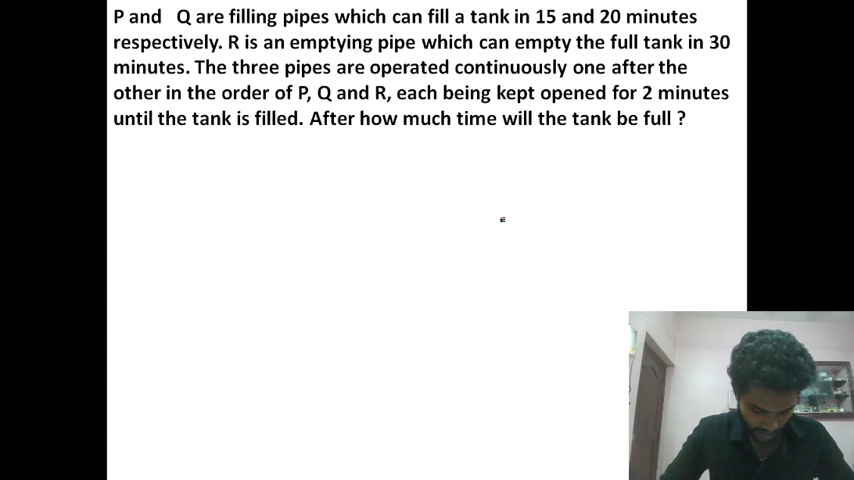 P and Q are filling pipes which can fill a tank in 15 and 20 minutes
respectively. R is an emptying pipe which can empty the full tank in 30
minutes. The three pipes are operated continuously one after the
other in the order of P, Q and R, each being kept opened for 2 minutes
until the tank is filled. After how much time will the tank be full ?